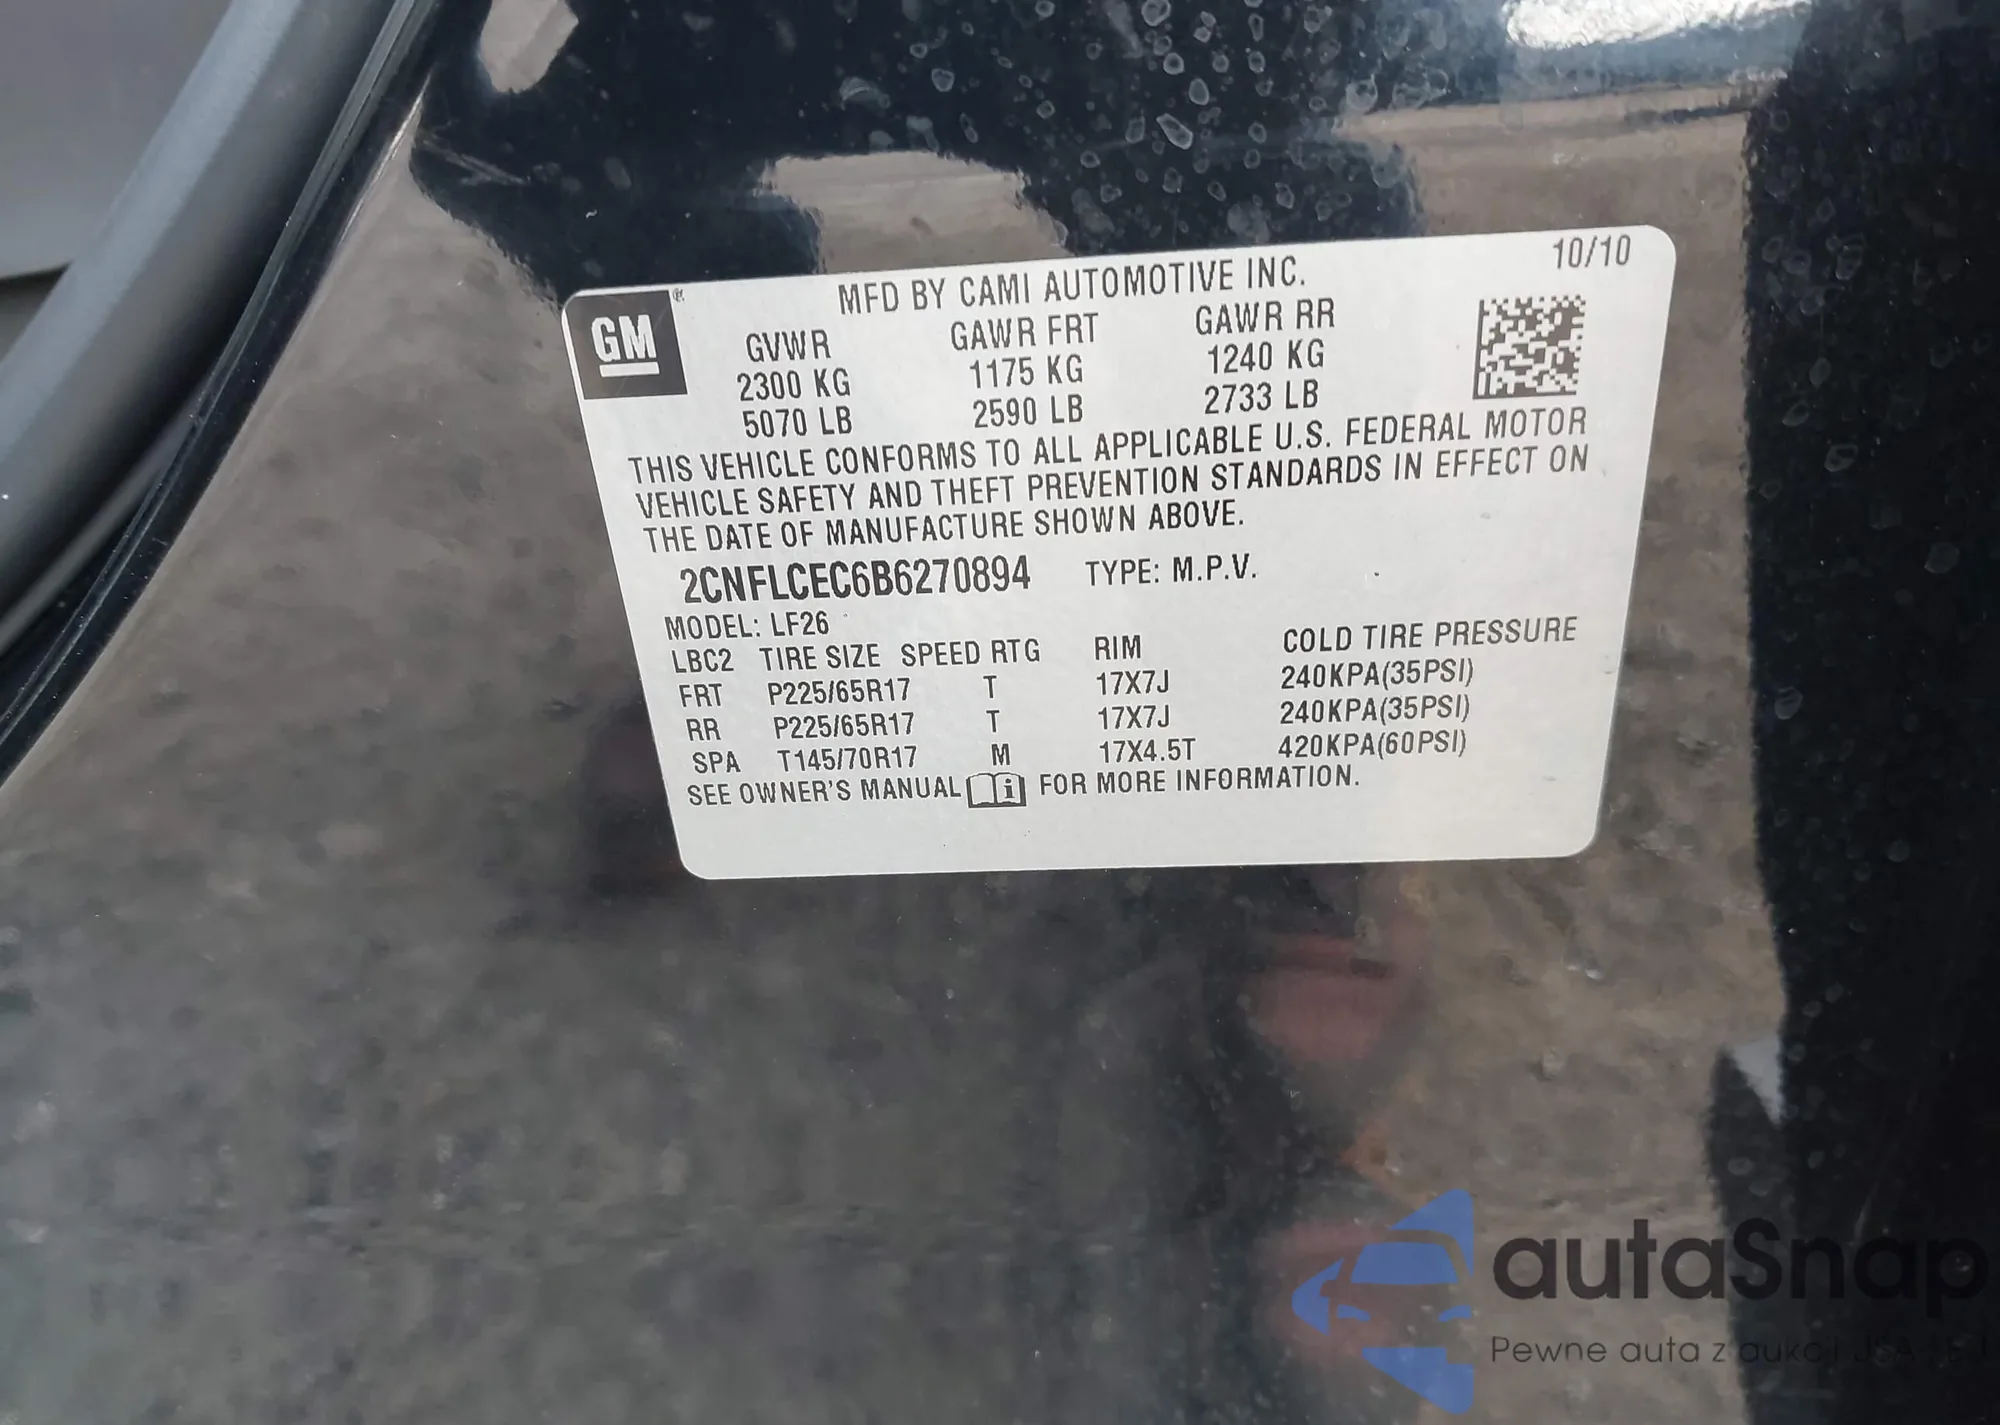 10/10
MFD BY CAMI AUTOMOTIVE INC.
GM
GVWR GAWR FRT GAWR RR
2300 KG 1175 KG 1240 KG
5070 LB 2590 LB 2733 LB
THIS VEHICLE CONFORMS TO ALL APPLICABLE U.S. FEDERAL MOTOR
VEHICLE SAFETY AND THEFT PREVENTION STANDARDS IN EFFECT ON
THE DATE OF MANUFACTURE SHOWN ABOVE.
2CNFLCEC6B6270894 TYPE: M.P.V.
MODEL: LF26
LBC2 TIRE SIZE SPEED RTG RIM COLD TIRE PRESSURE
FRT P225/65R17 T 17X7J 240KPA(35PSI)
RR P225/65R17 T 17X7J 240KPA(35PSI)
SPA T145/70R17 M 17X4.5T 420KPA(60PSI)
SEE OWNER'S MANUAL FOR MORE INFORMATION.
autaSnap
Pewne auta z